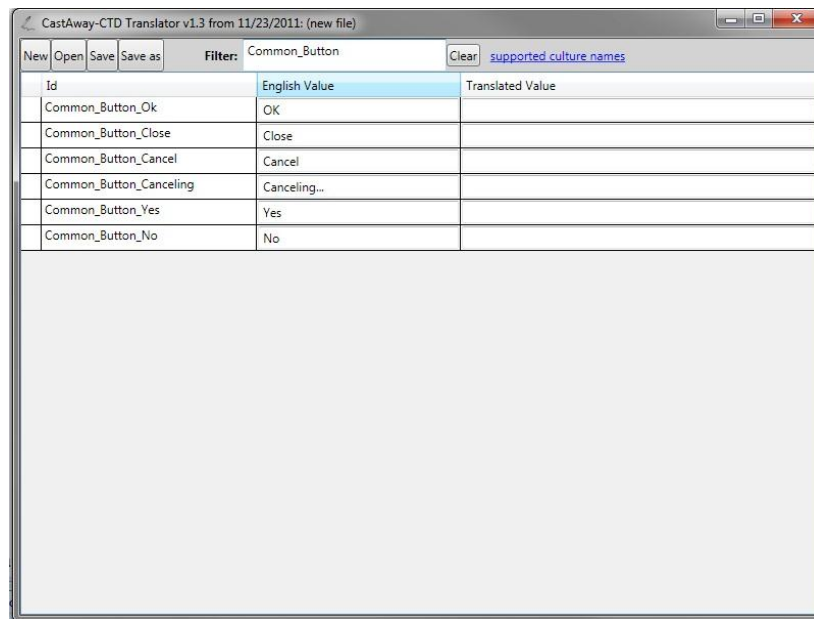 CastAway-CTD Translator v1.3 from 11/23/2011: (new file)
New Open Save Save as Filter: Common_Button Clear supported culture names
Id English Value Translated Value
Common_Button_Ok OK
Common_Button_Close Close
Common_Button_Cancel Cancel
Common_Button_Canceling Canceling...
Common_Button_Yes Yes
Common_Button_No No